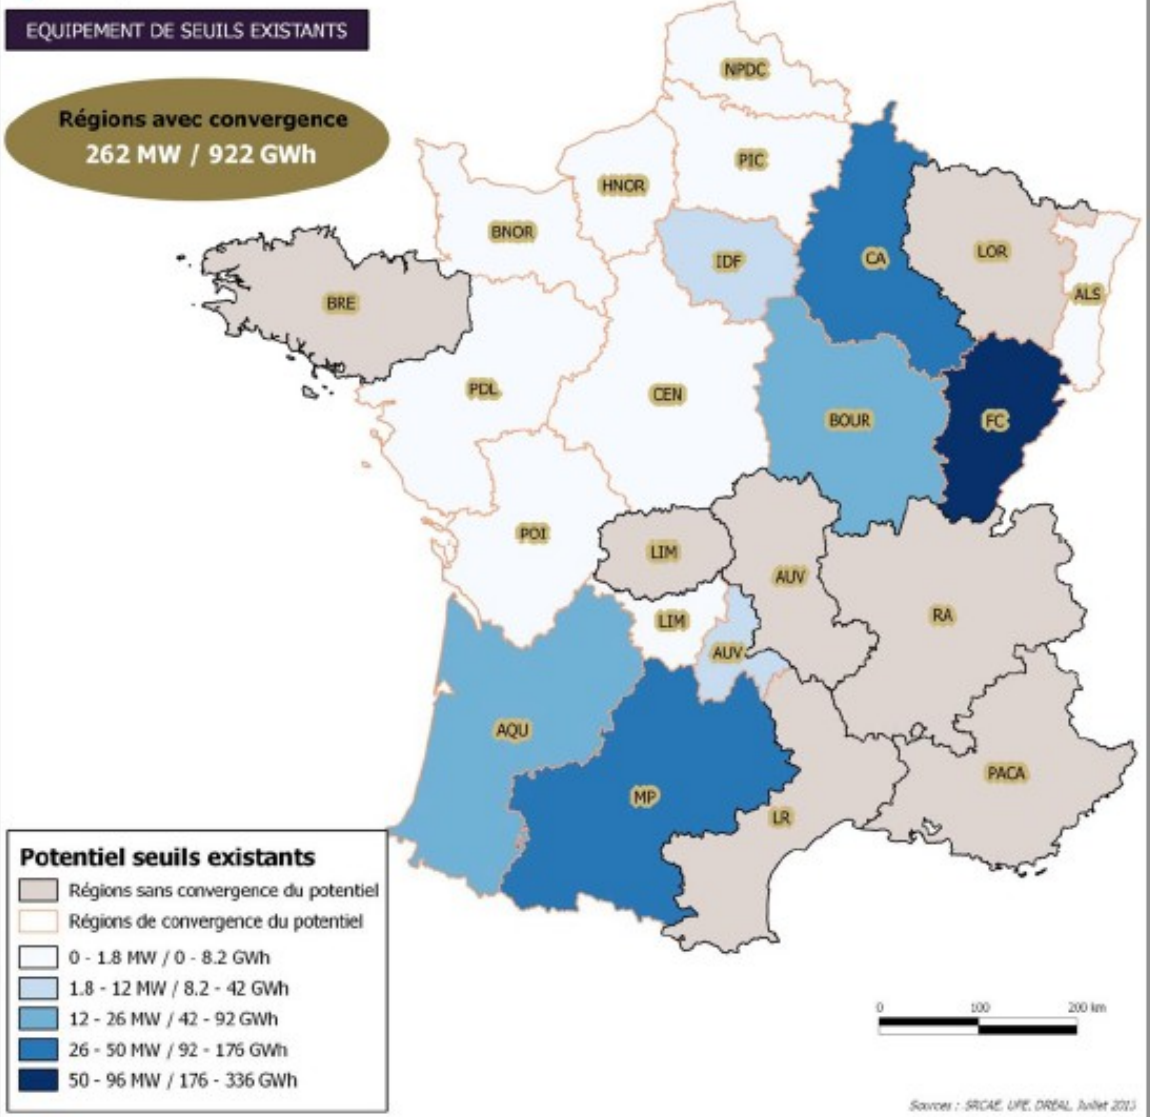 EQUIPEMENT DE SEUILS EXISTANTS
Régions avec convergence
262 MW / 922 GWh
NPDC
PIC
HNOR
BNOR
IDF
CA
LOR
ALS
BRE
PDL
CEN
BOUR
FC
POI
LIM
AUV
RA
LIM
AUV
AQU
MP
LR
PACA
Potentiel seuils existants
Régions sans convergence du potentiel
Régions de convergence du potentiel
0 - 1.8 MW / 0 - 8.2 GWh
1.8 - 12 MW / 8.2 - 42 GWh
12 - 26 MW / 42 - 92 GWh
26 - 50 MW / 92 - 176 GWh
50 - 96 MW / 176 - 336 GWh
0 100 200 km
Sources : SRCAE, UFE, DREAL, Juillet